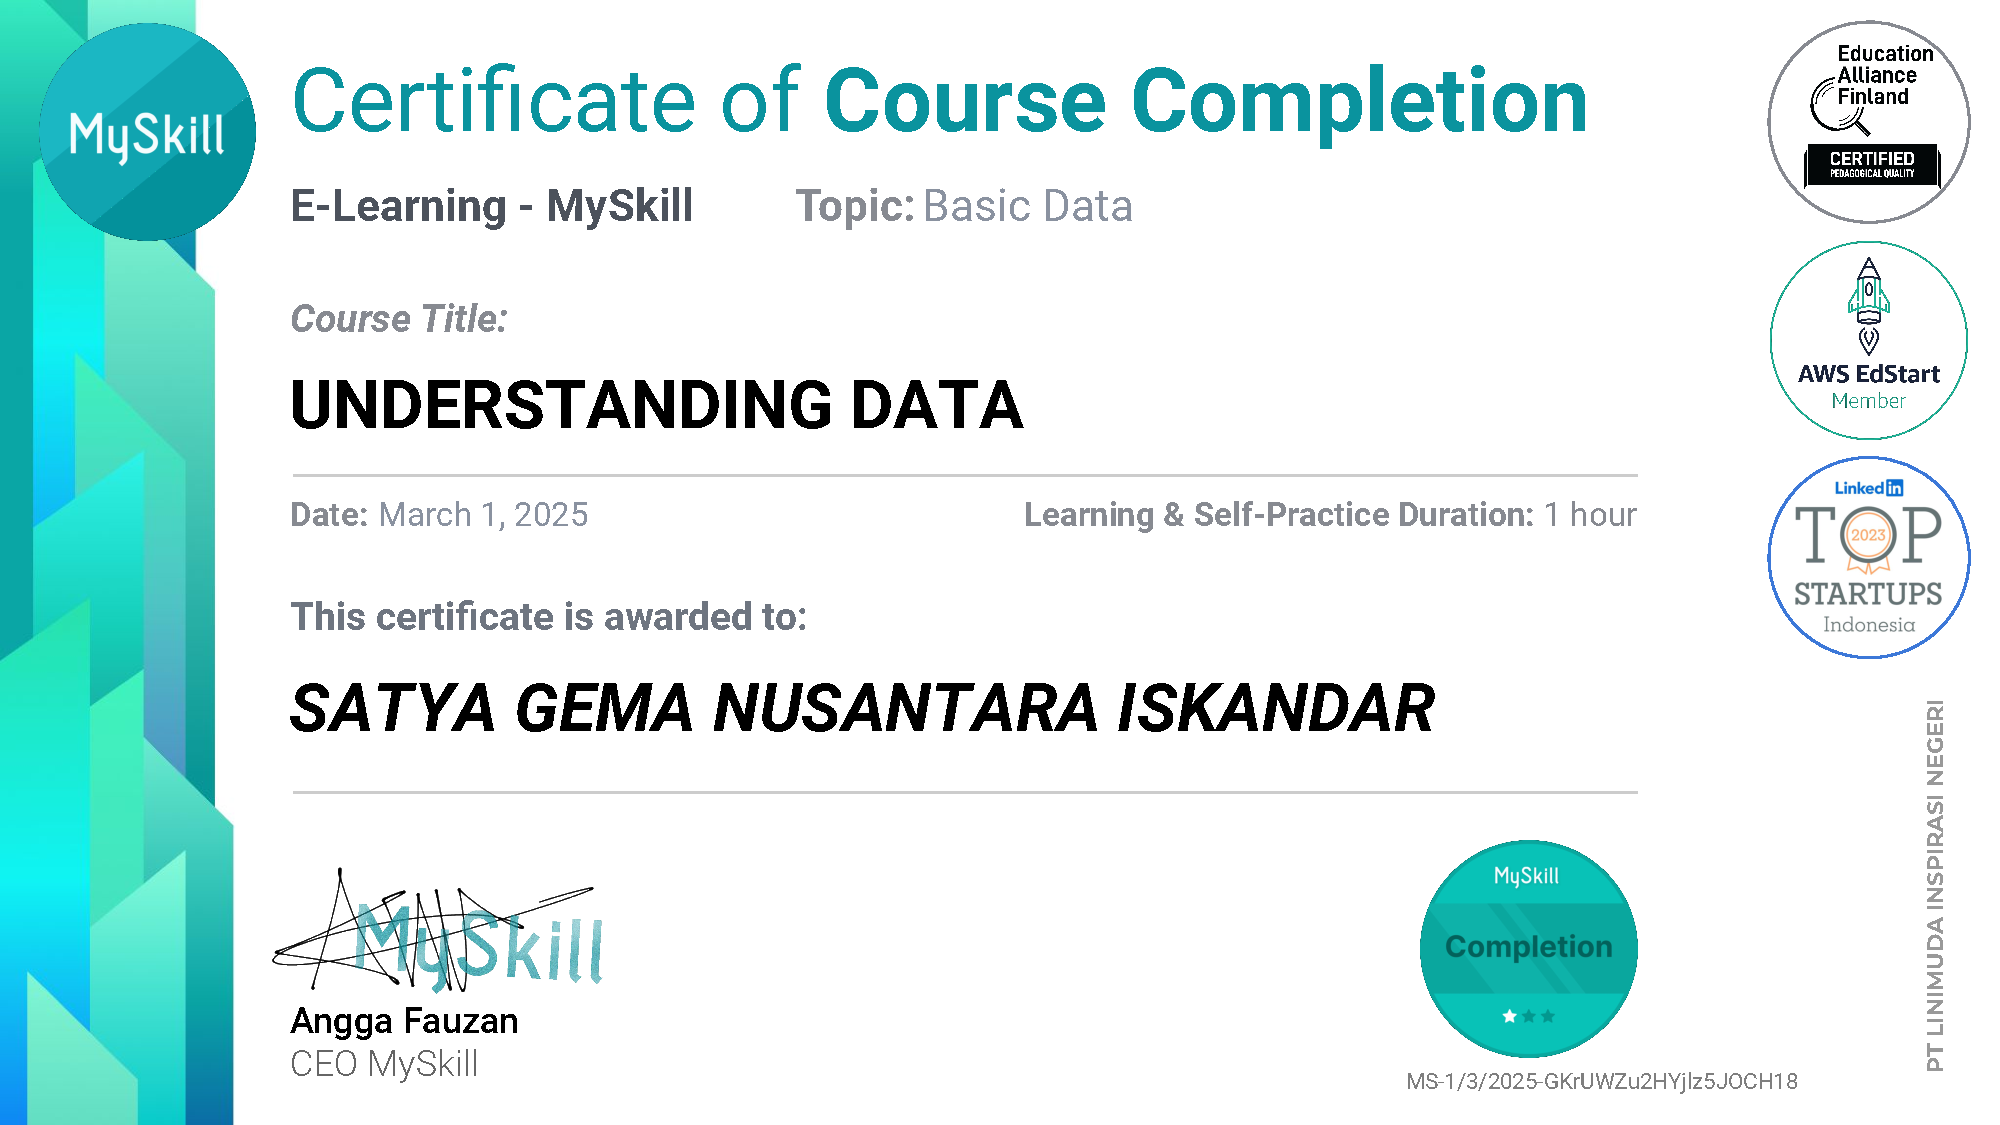 MySkill
Certificate of Course Completion
E-Learning - MySkill
Topic: Basic Data
Course Title:
UNDERSTANDING DATA
Date: March 1, 2025
Learning & Self-Practice Duration: 1 hour
This certificate is awarded to:
SATYA GEMA NUSANTARA ISKANDAR
MySkill
Angga Fauzan
CEO MySkill
MySkill
Completion
MS-1/3/2025-GKrUWZu2HYjlz5JOCH18
Education
Alliance
Finland
CERTIFIED
PEDAGOGICAL QUALITY
AWS EdStart
Member
LinkedIn
TOP
2023
STARTUPS
Indonesia
PT LINIMUDA INSPIRASI NEGERI